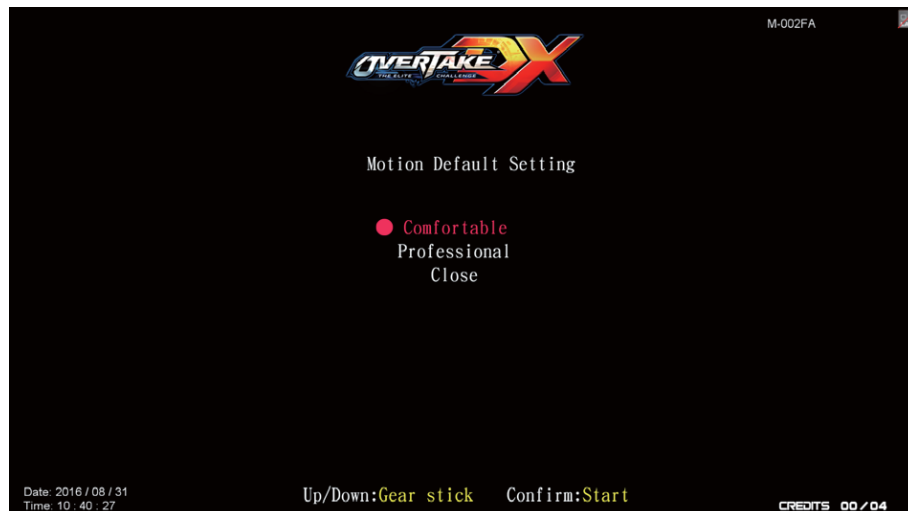 M-002FA
OVERTAKE DX
THE ELITE CHALLENGE
Motion Default Setting
Comfortable
Professional
Close
Up/Down:Gear stick Confirm:Start
Date: 2016 / 08 / 31
Time: 10 : 40 : 27
CREDITS 00/04